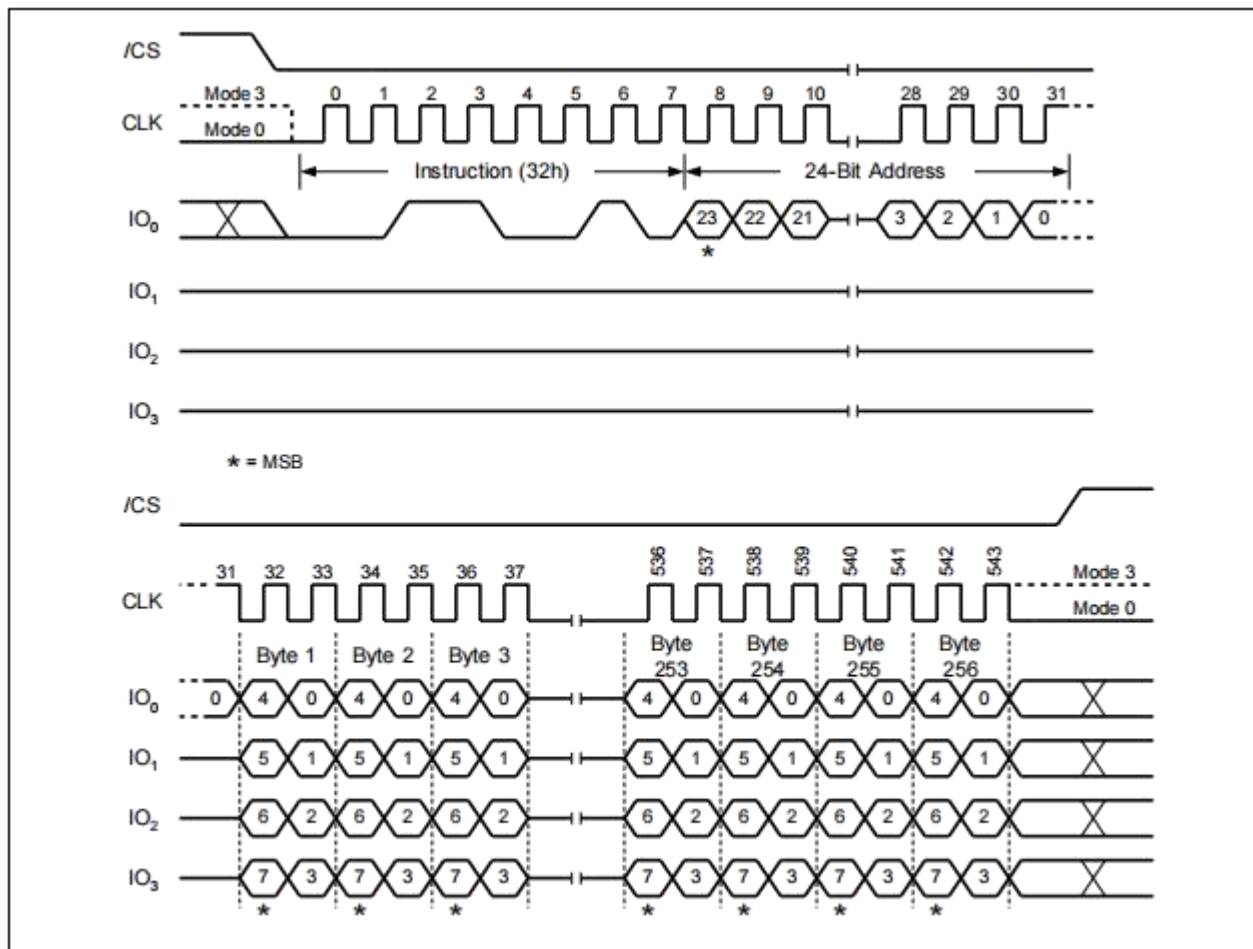 /CS
Mode 3
0 1 2 3 4 5 6 7 8 9 10 28 29 30 31
CLK
Mode 0
Instruction (32h) 24-Bit Address
IO0 23 22 21 3 2 1 0
*
IO1
IO2
IO3
* = MSB
/CS
31 32 33 34 35 36 37 536 537 538 539 540 541 542 543
Mode 3
CLK
Mode 0
Byte 1 Byte 2 Byte 3 Byte 253 Byte 254 Byte 255 Byte 256
IO0 0 4 0 4 0 4 0 4 0 4 0 4 0 4 0
IO1 5 1 5 1 5 1 5 1 5 1 5 1 5 1
IO2 6 2 6 2 6 2 6 2 6 2 6 2 6 2
IO3 7 3 7 3 7 3 7 3 7 3 7 3 7 3
* * * * * * *